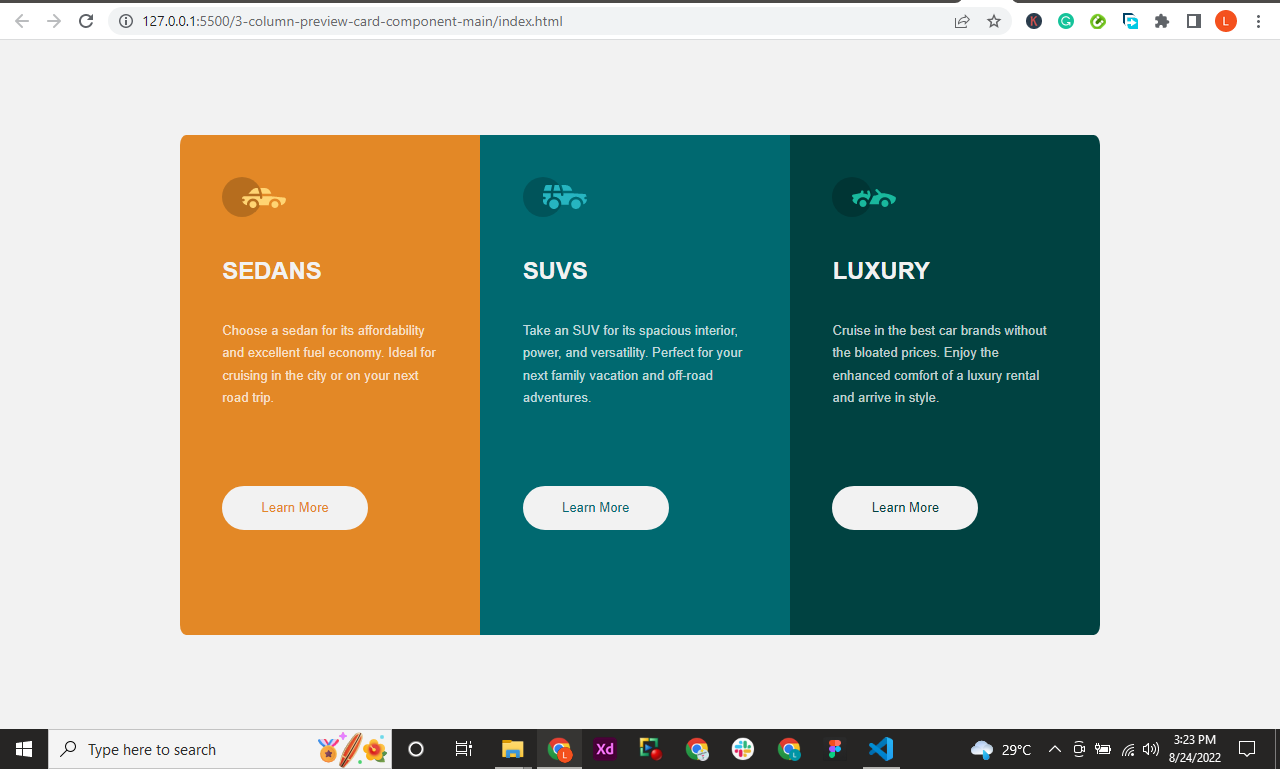 127.0.0.1:5500/3-column-preview-card-component-main/index.html
K
L
SEDANS
Choose a sedan for its affordability
and excellent fuel economy. Ideal for
cruising in the city or on your next
road trip.
Learn More
SUVS
Take an SUV for its spacious interior,
power, and versatility. Perfect for your
next family vacation and off-road
adventures.
Learn More
LUXURY
Cruise in the best car brands without
the bloated prices. Enjoy the
enhanced comfort of a luxury rental
and arrive in style.
Learn More
Type here to search
L
Xd
29°C
3:23 PM
8/24/2022